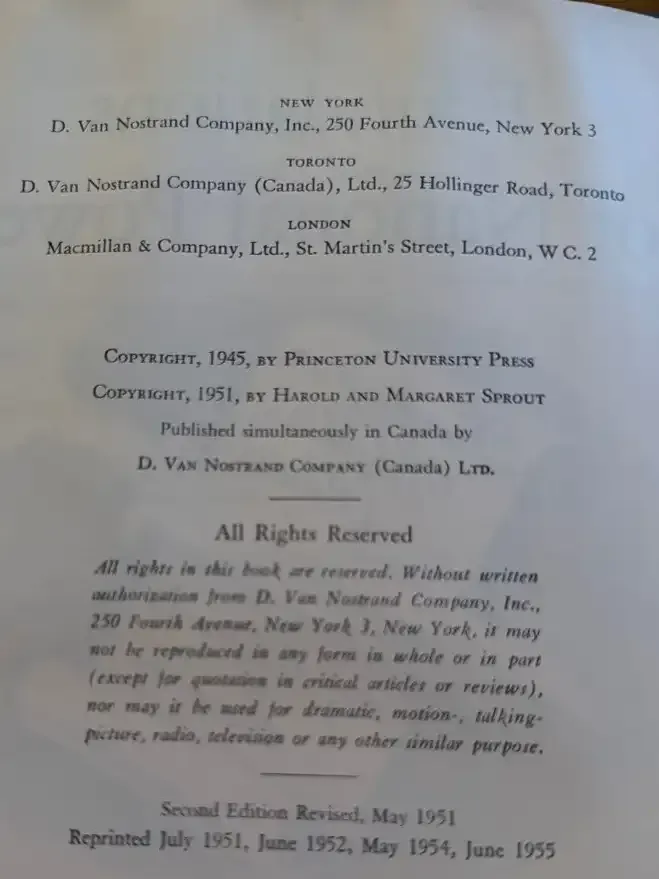 NEW YORK
D. Van Nostrand Company, Inc., 250 Fourth Avenue, New York 3
TORONTO
D. Van Nostrand Company (Canada), Ltd., 25 Hollinger Road, Toronto
LONDON
Macmillan & Company, Ltd., St. Martin's Street, London, W C. 2
COPYRIGHT, 1945, BY PRINCETON UNIVERSITY PRESS
COPYRIGHT, 1951, BY HAROLD AND MARGARET SPROUT
Published simultaneously in Canada by
D. VAN NOSTRAND COMPANY (Canada) LTD.
All Rights Reserved
All rights in this book are reserved. Without written
authorization from D. Van Nostrand Company, Inc.,
250 Fourth Avenue, New York 3, New York, it may
not be reproduced in any form in whole or in part
(except for quotation in critical articles or reviews),
nor may it be used for dramatic, motion-, talking-
picture, radio, television or any other similar purpose.
Second Edition Revised, May 1951
Reprinted July 1951, June 1952, May 1954, June 1955